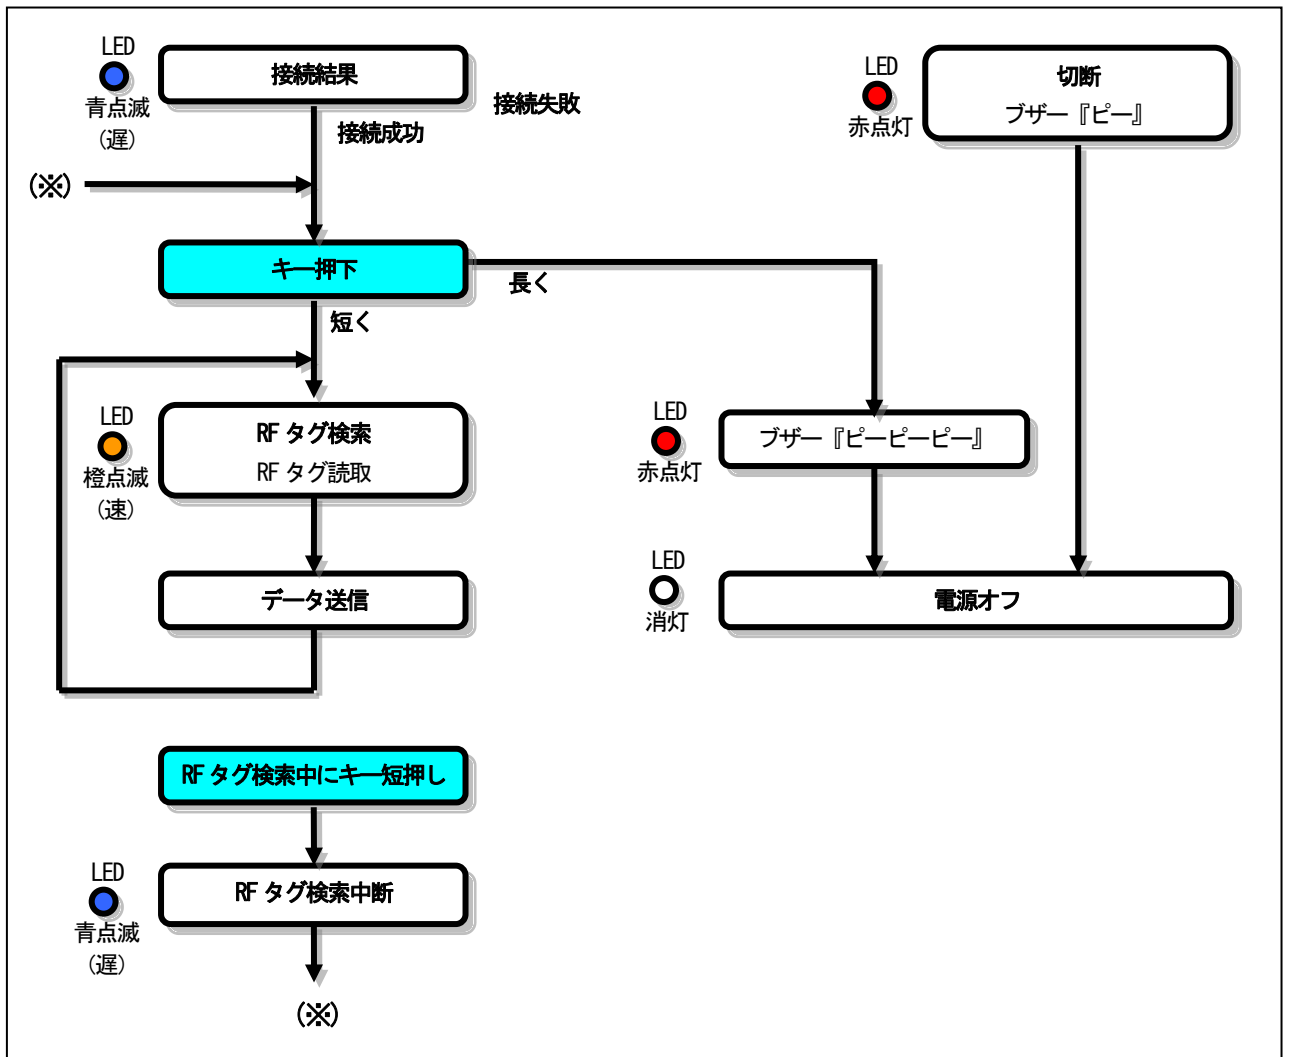 LED
青点滅
(遅)
接続結果
接続失敗
接続成功
LED
赤点灯
切断
ブザー『ピー』
(※)
キー押下
長く
短く
LED
橙点滅
(速)
RF タグ検索
RF タグ読取
LED
赤点灯
ブザー『ピーピーピー』
データ送信
LED
消灯
電源オフ
RF タグ検索中にキー短押し
LED
青点滅
(遅)
RF タグ検索中断
(※)